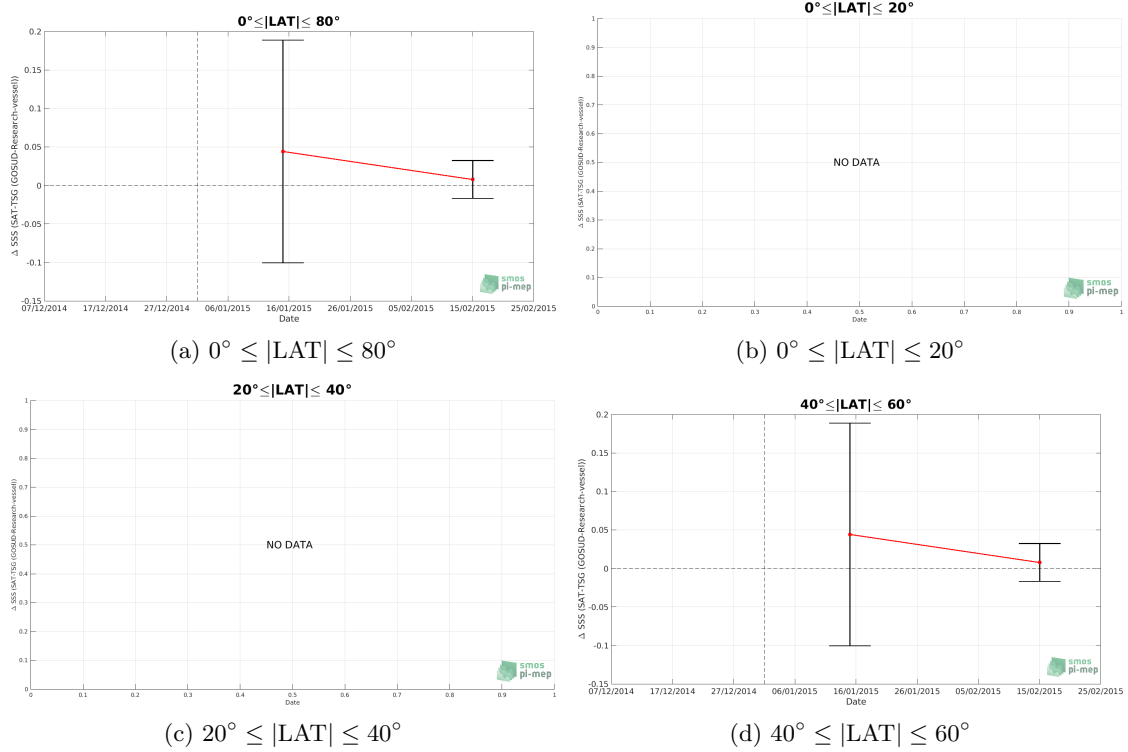 0°≤|LAT|≤ 80°
Δ SSS (SAT-TSG (GOSUD-Research-vessel))
0.2
0.15
0.1
0.05
0
-0.05
-0.1
-0.15
07/12/2014 17/12/2014 27/12/2014 06/01/2015 16/01/2015 26/01/2015 05/02/2015 15/02/2015 25/02/2015
Date
smos
pi-mep
(a) 0° ≤ |LAT| ≤ 80°
0°≤|LAT|≤ 20°
Δ SSS (SAT-TSG (GOSUD-Research-vessel))
1
0.9
0.8
0.7
0.6
0.5
0.4
0.3
0.2
0.1
0
NO DATA
0 0.1 0.2 0.3 0.4 0.5 0.6 0.7 0.8 0.9 1
Date
smos
pi-mep
(b) 0° ≤ |LAT| ≤ 20°
20°≤|LAT|≤ 40°
Δ SSS (SAT-TSG (GOSUD-Research-vessel))
1
0.9
0.8
0.7
0.6
0.5
0.4
0.3
0.2
0.1
0
NO DATA
0 0.1 0.2 0.3 0.4 0.5 0.6 0.7 0.8 0.9 1
Date
smos
pi-mep
(c) 20° ≤ |LAT| ≤ 40°
40°≤|LAT|≤ 60°
Δ SSS (SAT-TSG (GOSUD-Research-vessel))
0.2
0.15
0.1
0.05
0
-0.05
-0.1
-0.15
07/12/2014 17/12/2014 27/12/2014 06/01/2015 16/01/2015 26/01/2015 05/02/2015 15/02/2015 25/02/2015
Date
smos
pi-mep
(d) 40° ≤ |LAT| ≤ 60°